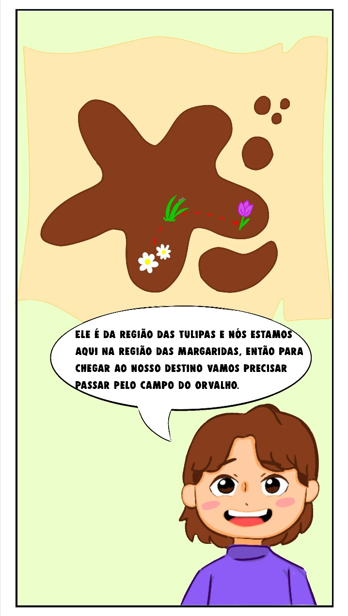 ELE É DA REGIÃO DAS TULIPAS E NÓS ESTAMOS
AQUI NA REGIÃO DAS MARGARIDAS, ENTÃO PARA
CHEGAR AO NOSSO DESTINO VAMOS PRECISAR
PASSAR PELO CAMPO DO ORVALHO.